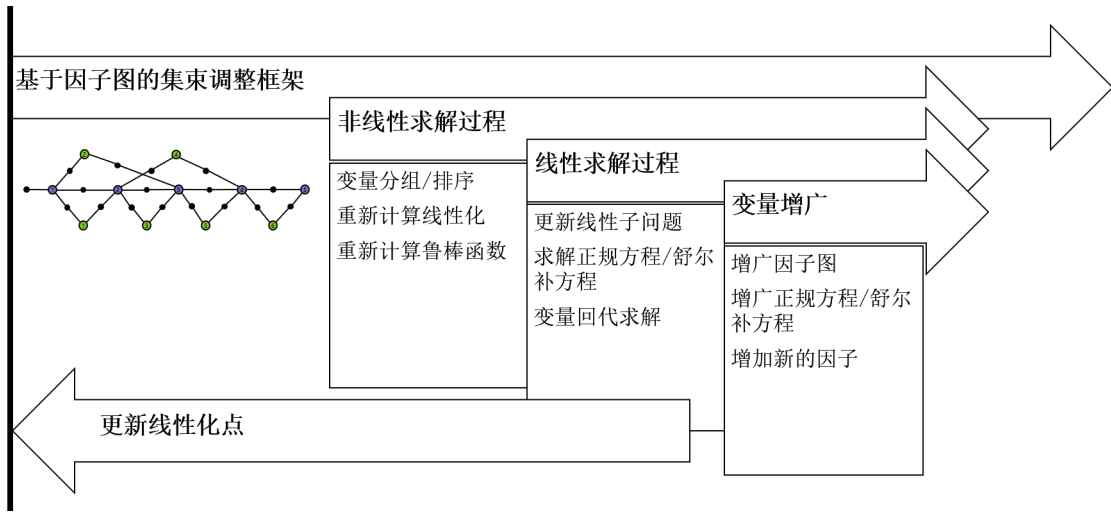 基于因子图的集束调整框架
非线性求解过程
变量分组/排序
重新计算线性化
重新计算鲁棒函数
线性求解过程
更新线性子问题
求解正规方程/舒尔
补方程
变量回代求解
变量增广
增广因子图
增广正规方程/舒尔
补方程
增加新的因子
更新线性化点